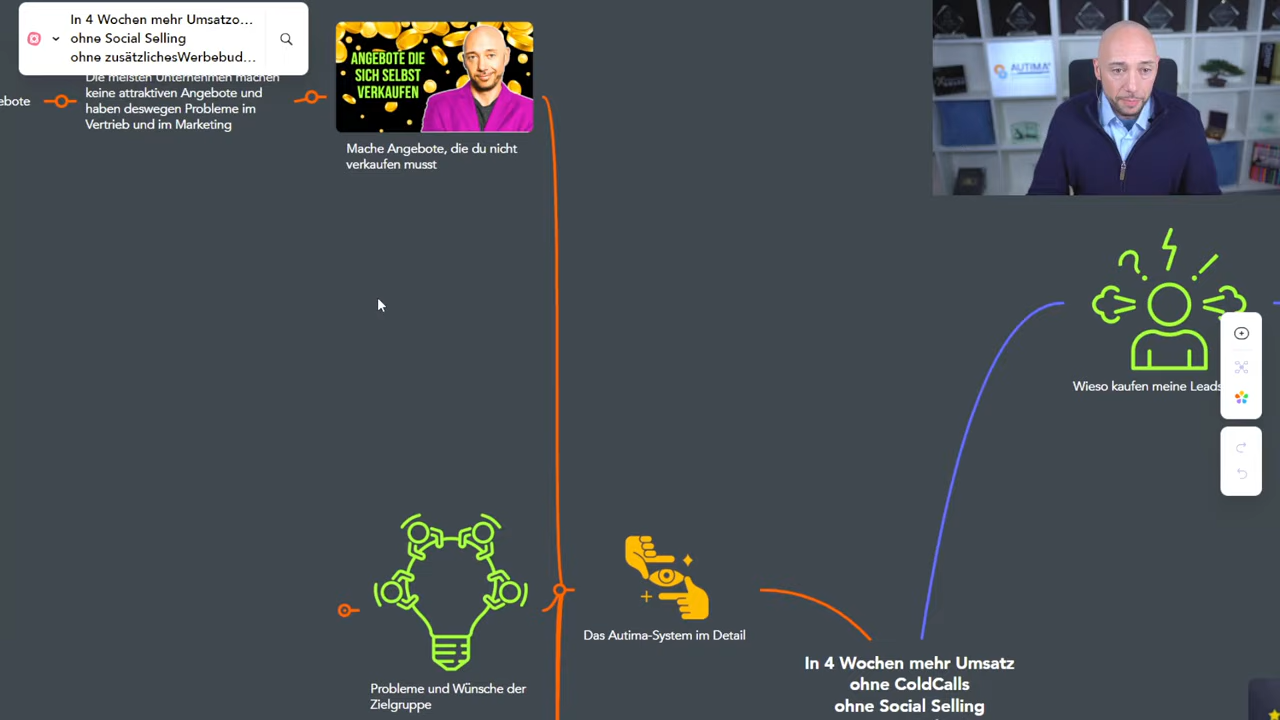 In 4 Wochen mehr Umsatzo...
ohne Social Selling
ohne zusätzlichesWerbebud...
ebote
Die meisten Unternehmen machen
keine attraktiven Angebote und
haben deswegen Probleme im
Vertrieb und im Marketing
ANGEBOTE DIE
SICH SELBST
VERKAUFEN
Mache Angebote, die du nicht
verkaufen musst
AUTIMA
Wieso kaufen meine Leads
Das Autima-System im Detail
Probleme und Wünsche der
Zielgruppe
In 4 Wochen mehr Umsatz
ohne ColdCalls
ohne Social Selling